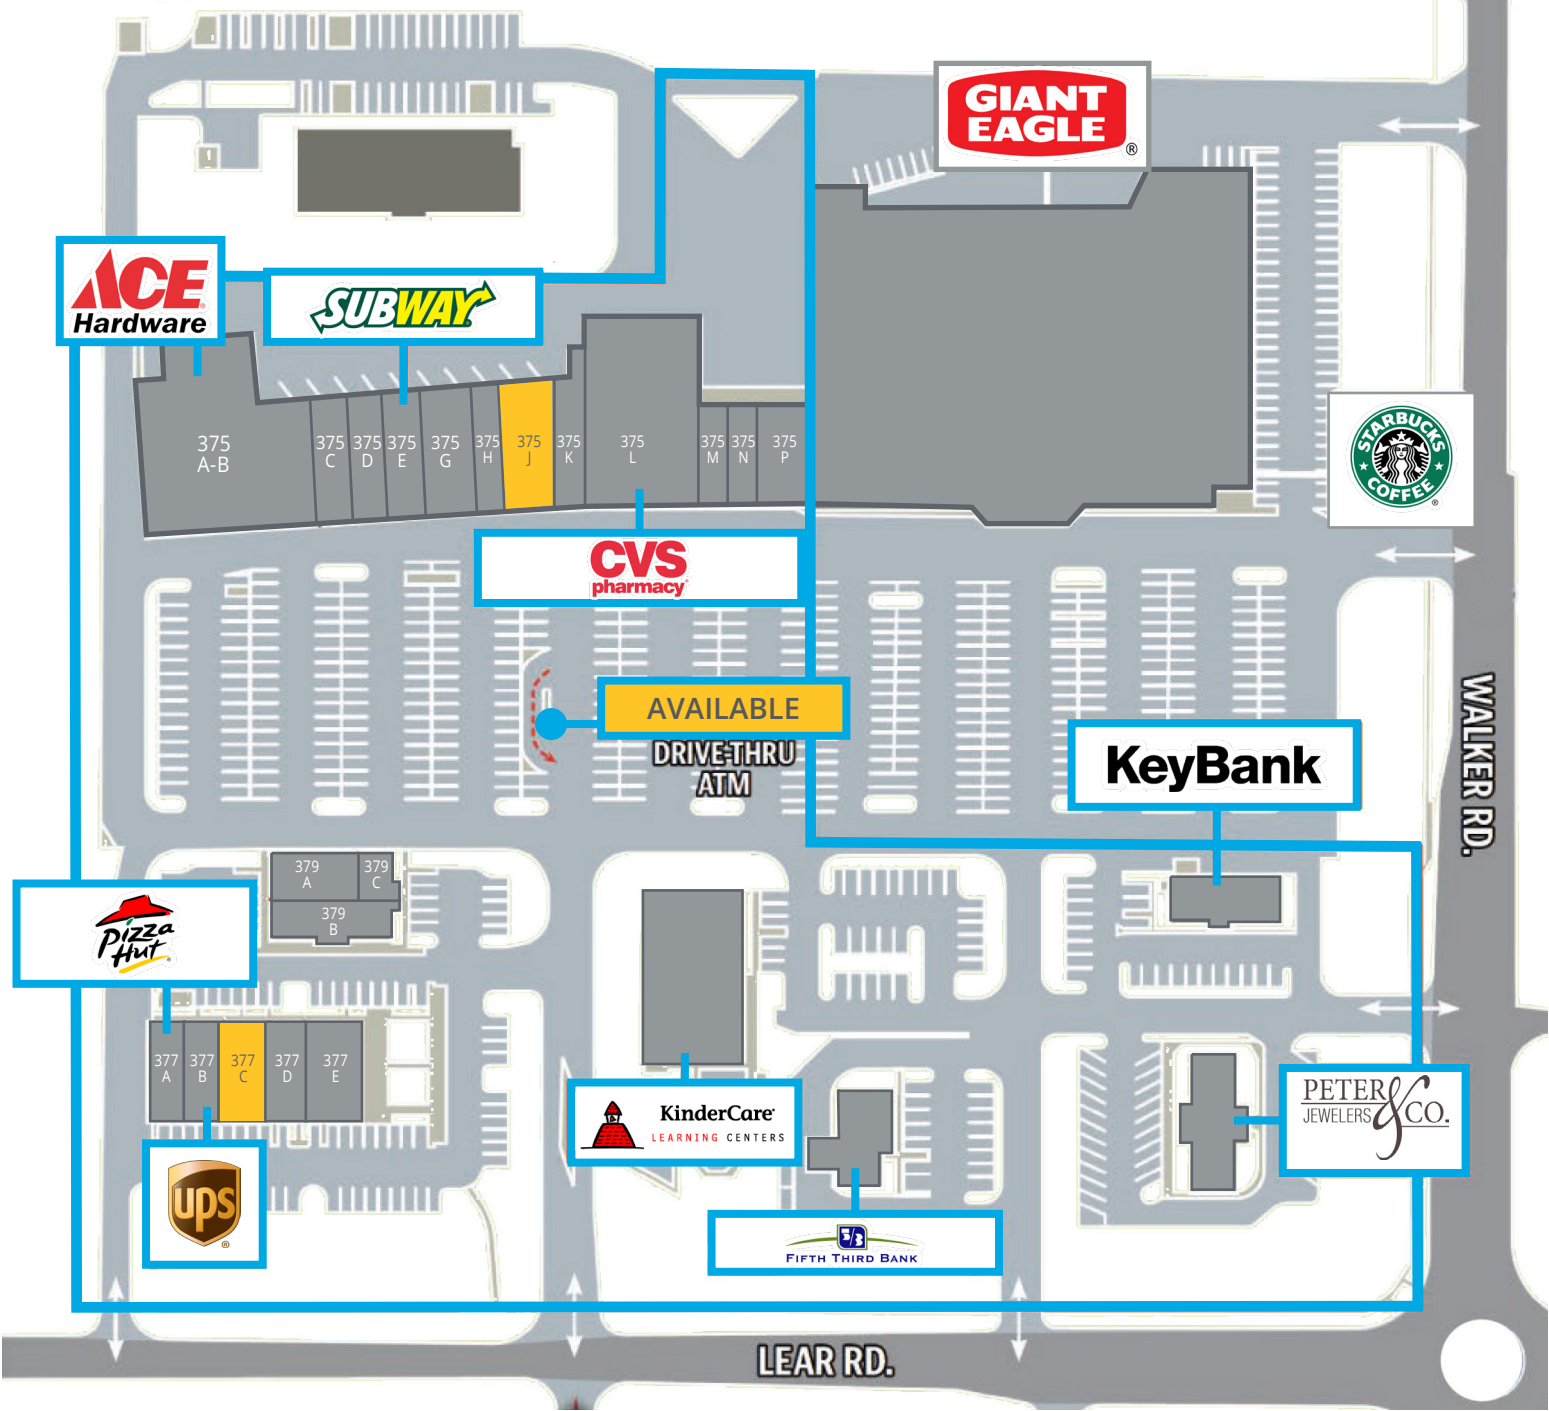 GIANT
EAGLE
®
ACE
Hardware
SUBWAY
STARBUCKS
COFFEE
®
375
A-B
375
C
375
D
375
E
375
G
375
H
375
J
375
K
375
L
375
M
375
N
375
P
CVS
pharmacy
AVAILABLE
DRIVE-THRU
ATM
KeyBank
WALKER RD.
379
A
379
C
379
B
Pizza
Hut
®
377
A
377
B
377
C
377
D
377
E
KinderCare
LEARNING CENTERS
PETER&CO.
JEWELERS
ups
®
5/3
FIFTH THIRD BANK
LEAR RD.